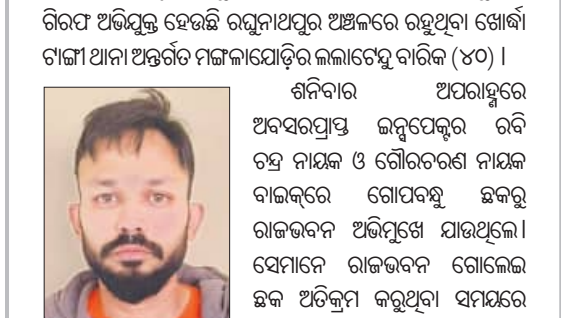 ଗିରଫ ଅଭିଯୁକ୍ତ ହେଉଛି ରଘୁନାଥପୁର ଅଞ୍ଚଳରେ ରହୁଥିବା ଖୋର୍ଦ୍ଧା
ଟାଙ୍ଗୀ ଥାନା ଅନ୍ତର୍ଗତ ମଙ୍ଗଳାଯୋଡ଼ିର ଲଲାଟେନ୍ଦୁ ବାରିକ (୪୦) ।
ଶନିବାର ଅପରାହ୍ଣରେ
ଅବସରପ୍ରାପ୍ତ ଇନ୍ସପେକ୍ଟର ରବି
ଚନ୍ଦ୍ର ନାୟକ ଓ ଗୌରଚରଣ ନାୟକ
ବାଇକ୍‌ରେ ଗୋପବନ୍ଧୁ ଛକରୁ
ରାଜଭବନ ଅଭିମୁଖେ ଯାଉଥିଲେ।
ସେମାନେ ରାଜଭବନ ଗୋଲେଇ
ଛକ ଅତିକ୍ରମ କରୁଥିବା ସମୟରେ